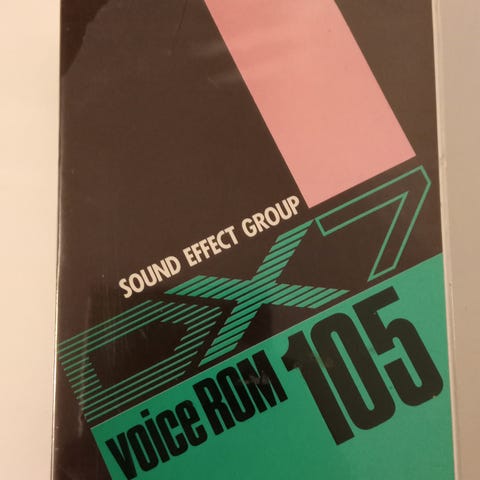 SOUND EFFECT GROUP
DX7
voice ROM 105